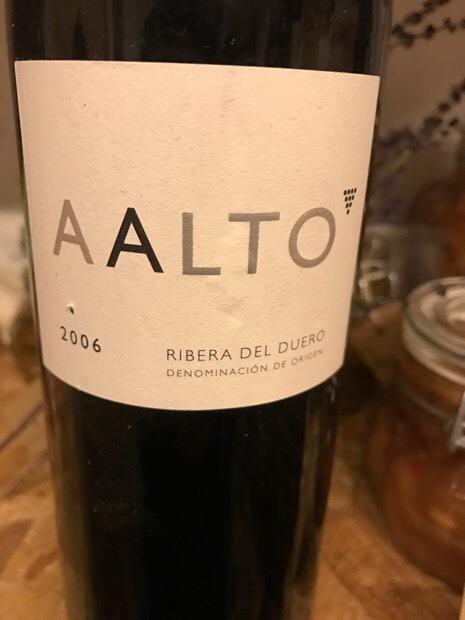 AALTO
2006
RIBERA DEL DUERO
DENOMINACIÓN DE ORIGEN